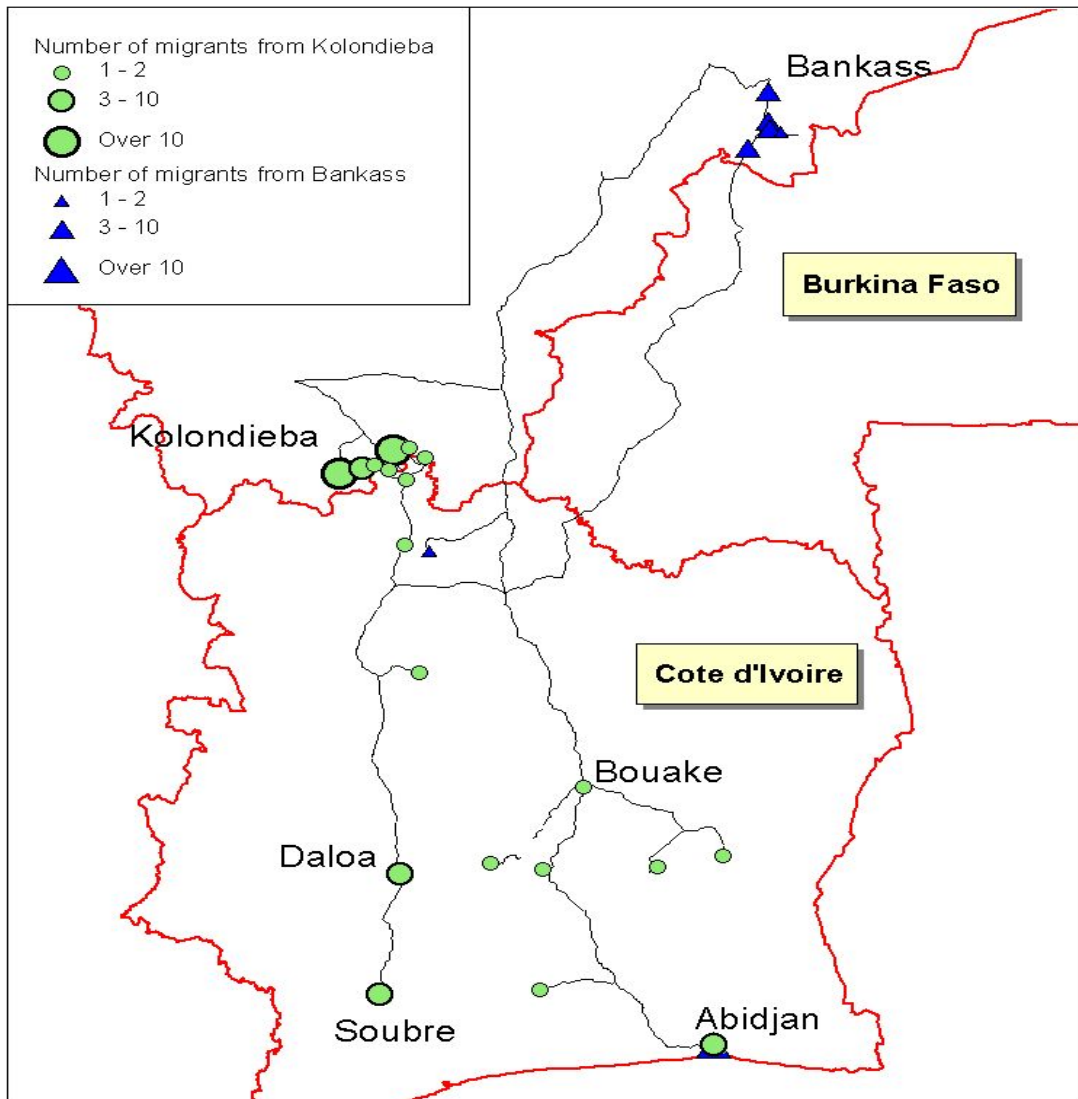 Number of migrants from Kolondieba
1 - 2
3 - 10
Over 10
Number of migrants from Bankass
1 - 2
3 - 10
Over 10
Bankass
Burkina Faso
Kolondieba
Cote d'Ivoire
Bouake
Daloa
Soubre
Abidjan